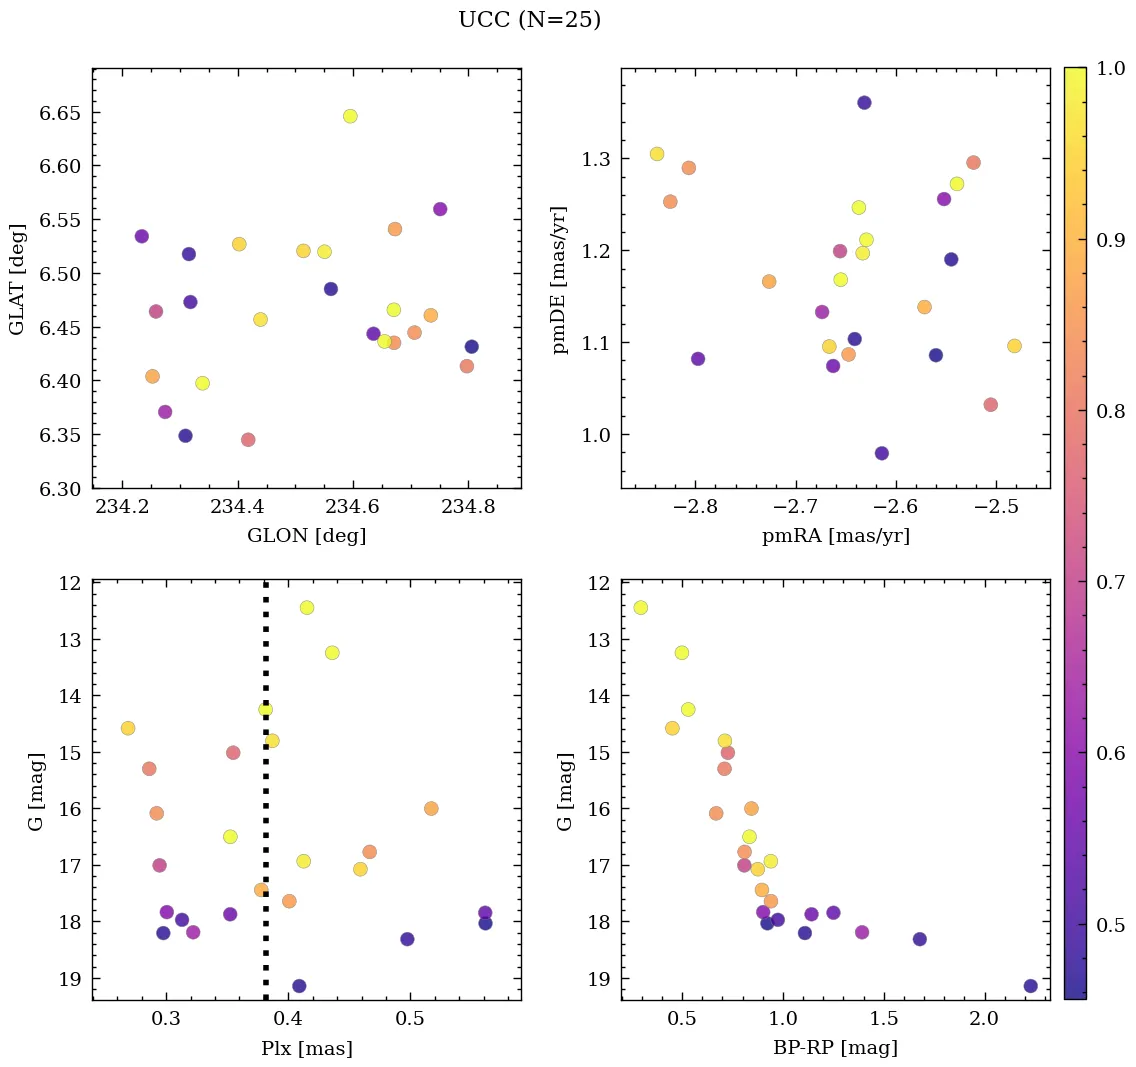 UCC (N=25)
6.65
6.60
6.55
6.50
6.45
6.40
6.35
6.30
GLAT [deg]
234.2 234.4 234.6 234.8
GLON [deg]
1.3
1.2
1.1
1.0
pmDE [mas/yr]
−2.8 −2.7 −2.6 −2.5
pmRA [mas/yr]
1.0
0.9
0.8
0.7
0.6
0.5
12
13
14
15
16
17
18
19
G [mag]
0.3 0.4 0.5
Plx [mas]
12
13
14
15
16
17
18
19
G [mag]
0.5 1.0 1.5 2.0
BP-RP [mag]